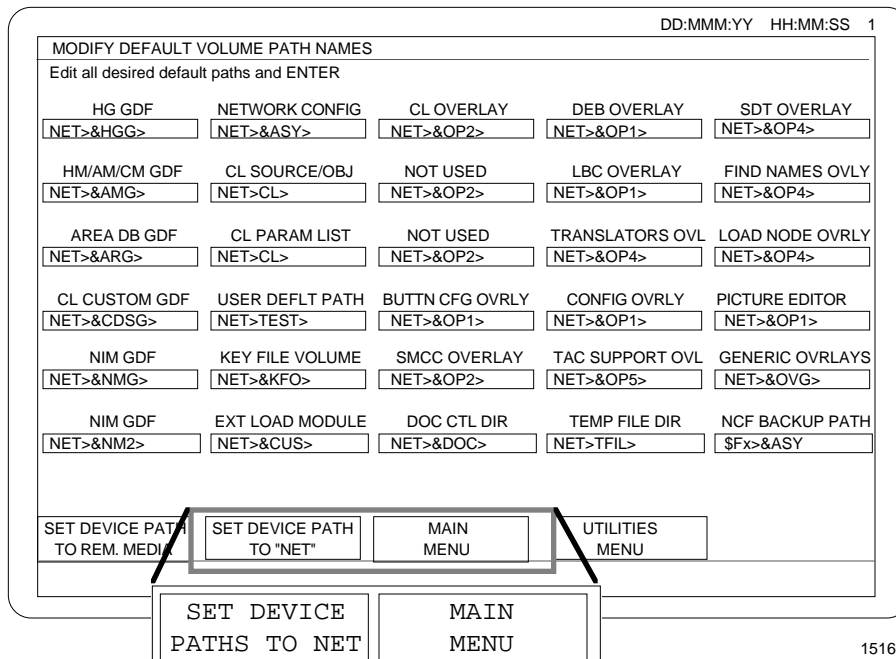 DD:MMM:YY HH:MM:SS 1
MODIFY DEFAULT VOLUME PATH NAMES
Edit all desired default paths and ENTER
HG GDF NETWORK CONFIG CL OVERLAY DEB OVERLAY SDT OVERLAY
NET>&HGG> NET>&ASY> NET>&OP2> NET>&OP1> NET>&OP4>
HM/AM/CM GDF CL SOURCE/OBJ NOT USED LBC OVERLAY FIND NAMES OVLY
NET>&AMG> NET>CL> NET>&OP2> NET>&OP1> NET>&OP4>
AREA DB GDF CL PARAM LIST NOT USED TRANSLATORS OVL LOAD NODE OVRLY
NET>&ARG> NET>CL> NET>&OP2> NET>&OP4> NET>&OP4>
CL CUSTOM GDF USER DEFLT PATH BUTTN CFG OVRLY CONFIG OVRLY PICTURE EDITOR
NET>&CDSG> NET>TEST> NET>&OP1> NET>&OP1> NET>&OP1>
NIM GDF KEY FILE VOLUME SMCC OVERLAY TAC SUPPORT OVL GENERIC OVRLAYS
NET>&NMG> NET>&KFO> NET>&OP2> NET>&OP5> NET>&OVG>
NIM GDF EXT LOAD MODULE DOC CTL DIR TEMP FILE DIR NCF BACKUP PATH
NET>&NM2> NET>&CUS> NET>&DOC> NET>TFIL> $Fx>&ASY
SET DEVICE PATH SET DEVICE PATH MAIN UTILITIES
TO REM. MEDIA TO "NET" MENU MENU
SET DEVICE MAIN
PATHS TO NET MENU
1516